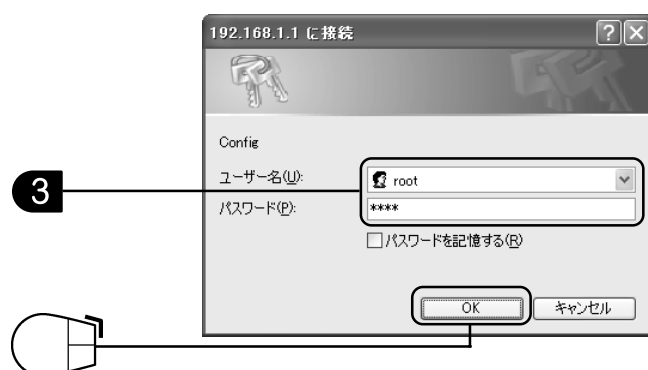 192.168.1.1 に接続
Config
ユーザー名(U):
root
パスワード(P):
****
パスワードを記憶する(R)
3
OK
キャンセル